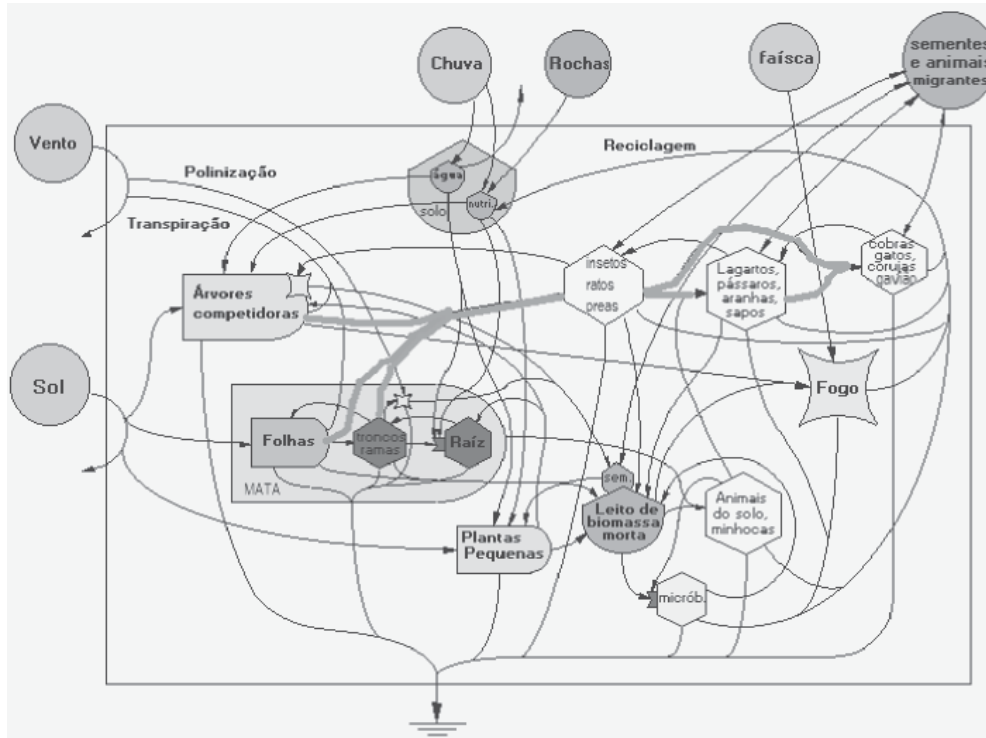 Chuva
Rochas
faísca
sementes
e animais
migrantes
Vento
Reciclagem
Polinização
água
nutri.
solo
Transpiração
insetos
ratos
preas
Lagartos,
pássaros,
aranhas,
sapos
cobras
gatos,
corujas
gavião
Árvores
competidoras
Sol
Fogo
Folhas
troncos
ramas
Raíz
MATA
sem.
Leito de
biomassa
morta
Animais
do solo,
minhocas
Plantas
Pequenas
micrób.